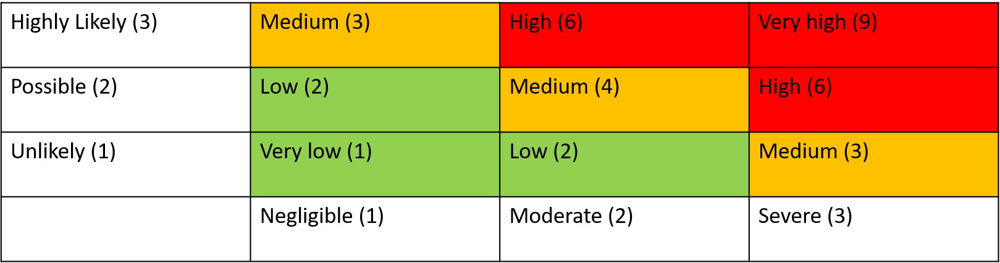 Highly Likely (3) Medium (3) High (6) Very high (9)
Possible (2) Low (2) Medium (4) High (6)
Unlikely (1) Very low (1) Low (2) Medium (3)
Negligible (1) Moderate (2) Severe (3)